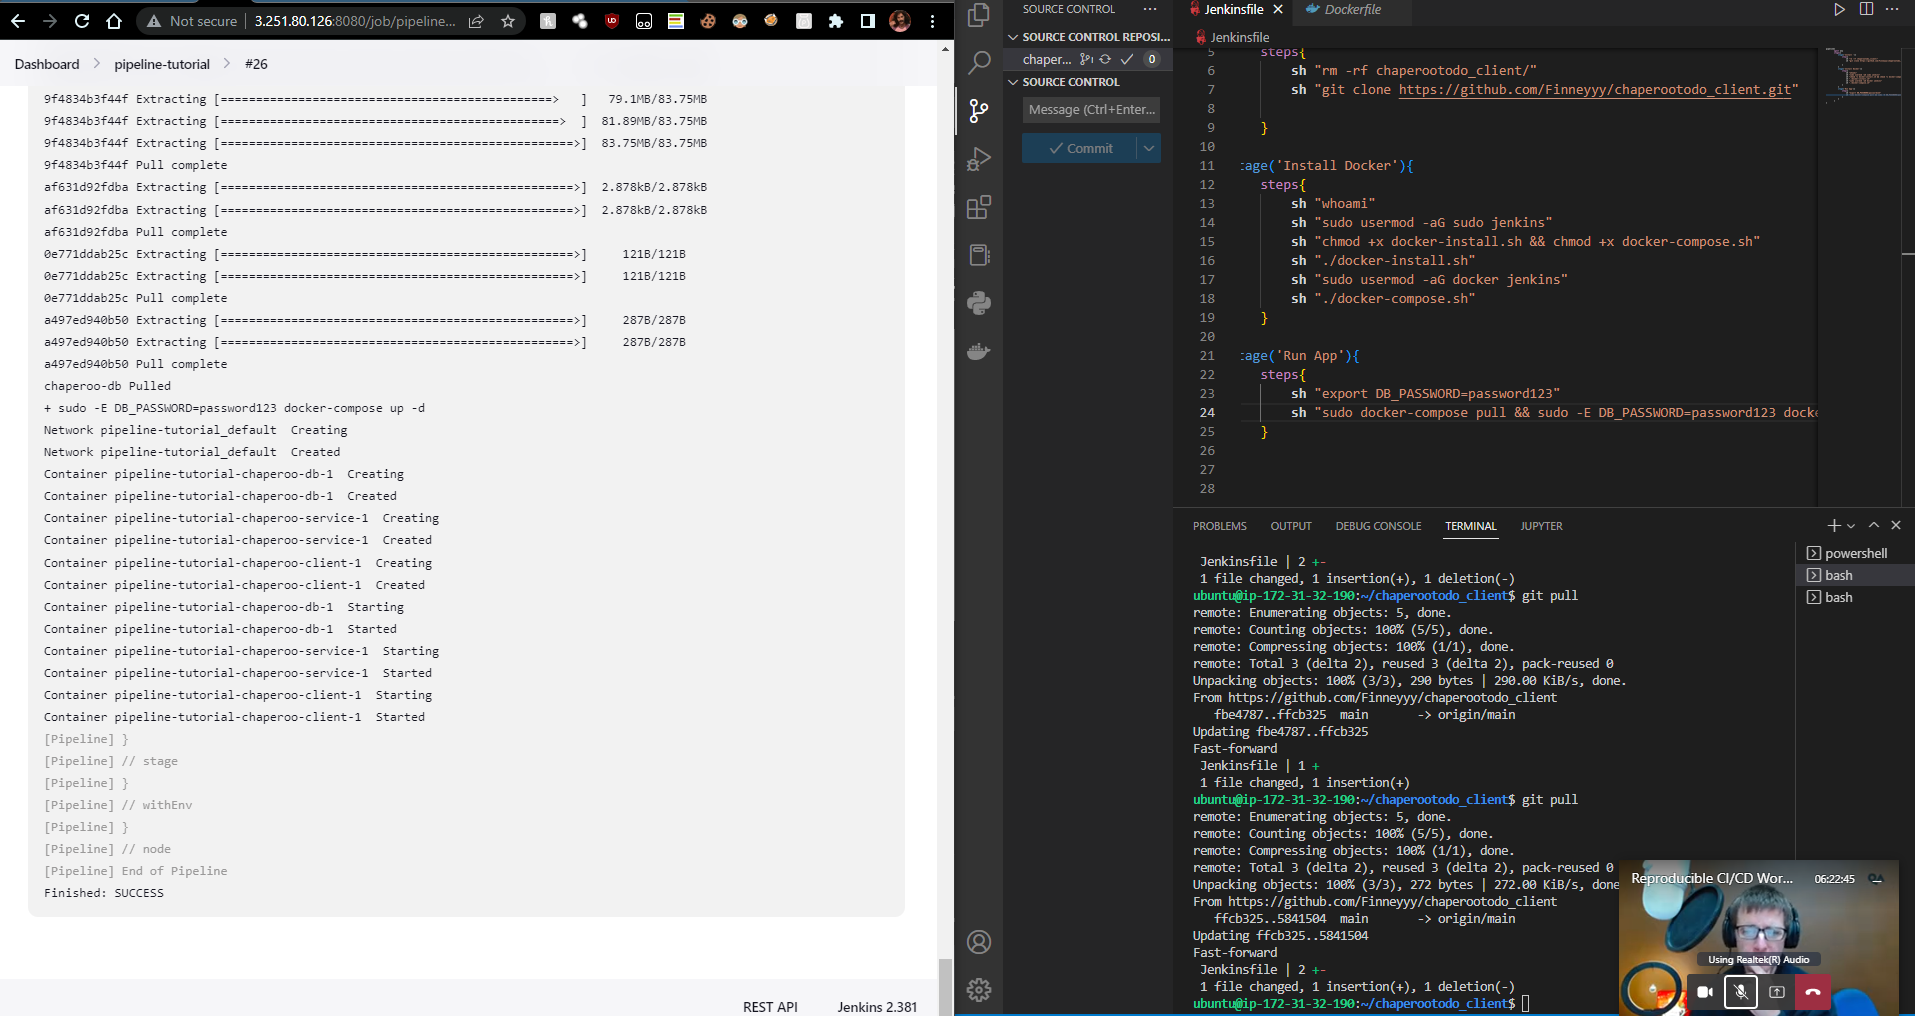 Not secure
3.251.80.126:8080/job/pipeline...
Dashboard
pipeline-tutorial
#26
9f4834b3f44f Extracting [===============================================>   ]   79.1MB/83.75MB
9f4834b3f44f Extracting [================================================>  ]  81.89MB/83.75MB
9f4834b3f44f Extracting [==================================================>]  83.75MB/83.75MB
9f4834b3f44f Pull complete
af631d92fdba Extracting [==================================================>]  2.878kB/2.878kB
af631d92fdba Extracting [==================================================>]  2.878kB/2.878kB
af631d92fdba Pull complete
0e771ddab25c Extracting [==================================================>]     121B/121B
0e771ddab25c Extracting [==================================================>]     121B/121B
0e771ddab25c Pull complete
a497ed940b50 Extracting [==================================================>]     287B/287B
a497ed940b50 Extracting [==================================================>]     287B/287B
a497ed940b50 Pull complete
chaperoo-db Pulled
+ sudo -E DB_PASSWORD=password123 docker-compose up -d
Network pipeline-tutorial_default  Creating
Network pipeline-tutorial_default  Created
Container pipeline-tutorial-chaperoo-db-1  Creating
Container pipeline-tutorial-chaperoo-db-1  Created
Container pipeline-tutorial-chaperoo-service-1  Creating
Container pipeline-tutorial-chaperoo-service-1  Created
Container pipeline-tutorial-chaperoo-client-1  Creating
Container pipeline-tutorial-chaperoo-client-1  Created
Container pipeline-tutorial-chaperoo-db-1  Starting
Container pipeline-tutorial-chaperoo-db-1  Started
Container pipeline-tutorial-chaperoo-service-1  Starting
Container pipeline-tutorial-chaperoo-service-1  Started
Container pipeline-tutorial-chaperoo-client-1  Starting
Container pipeline-tutorial-chaperoo-client-1  Started
[Pipeline] }
[Pipeline] // stage
[Pipeline] }
[Pipeline] // withEnv
[Pipeline] }
[Pipeline] // node
[Pipeline] End of Pipeline
Finished: SUCCESS
REST API
Jenkins 2.381
SOURCE CONTROL
SOURCE CONTROL REPOSI...
chaper...
0
SOURCE CONTROL
Message (Ctrl+Enter...
Commit
Jenkinsfile
Dockerfile
Jenkinsfile
5 steps{
6 sh "rm -rf chaperootodo_client/"
7 sh "git clone https://github.com/Finneyyy/chaperootodo_client.git"
8
9 }
10
11 tage('Install Docker'){
12 steps{
13 sh "whoami"
14 sh "sudo usermod -aG sudo jenkins"
15 sh "chmod +x docker-install.sh && chmod +x docker-compose.sh"
16 sh "./docker-install.sh"
17 sh "sudo usermod -aG docker jenkins"
18 sh "./docker-compose.sh"
19 }
20
21 tage('Run App'){
22 steps{
23 sh "export DB_PASSWORD=password123"
24 sh "sudo docker-compose pull && sudo -E DB_PASSWORD=password123 docke
25 }
26
27
28
PROBLEMS
OUTPUT
DEBUG CONSOLE
TERMINAL
JUPYTER
powershell
bash
bash
Jenkinsfile | 2 +-
1 file changed, 1 insertion(+), 1 deletion(-)
ubuntu@ip-172-31-32-190:~/chaperootodo_client$ git pull
remote: Enumerating objects: 5, done.
remote: Counting objects: 100% (5/5), done.
remote: Compressing objects: 100% (1/1), done.
remote: Total 3 (delta 2), reused 3 (delta 2), pack-reused 0
Unpacking objects: 100% (3/3), 290 bytes | 290.00 KiB/s, done.
From https://github.com/Finneyyy/chaperootodo_client
fbe4787..ffcb325  main       -> origin/main
Updating fbe4787..ffcb325
Fast-forward
Jenkinsfile | 1 +
1 file changed, 1 insertion(+)
ubuntu@ip-172-31-32-190:~/chaperootodo_client$ git pull
remote: Enumerating objects: 5, done.
remote: Counting objects: 100% (5/5), done.
remote: Compressing objects: 100% (1/1), done.
remote: Total 3 (delta 2), reused 3 (delta 2), pack-reused 0
Unpacking objects: 100% (3/3), 272 bytes | 272.00 KiB/s, done
From https://github.com/Finneyyy/chaperootodo_client
ffcb325..5841504  main       -> origin/main
Updating ffcb325..5841504
Fast-forward
Jenkinsfile | 2 +-
1 file changed, 1 insertion(+), 1 deletion(-)
ubuntu@ip-172-31-32-190:~/chaperootodo_client$
Reproducible CI/CD Wor...
06:22:45
Using Realtek(R) Audio